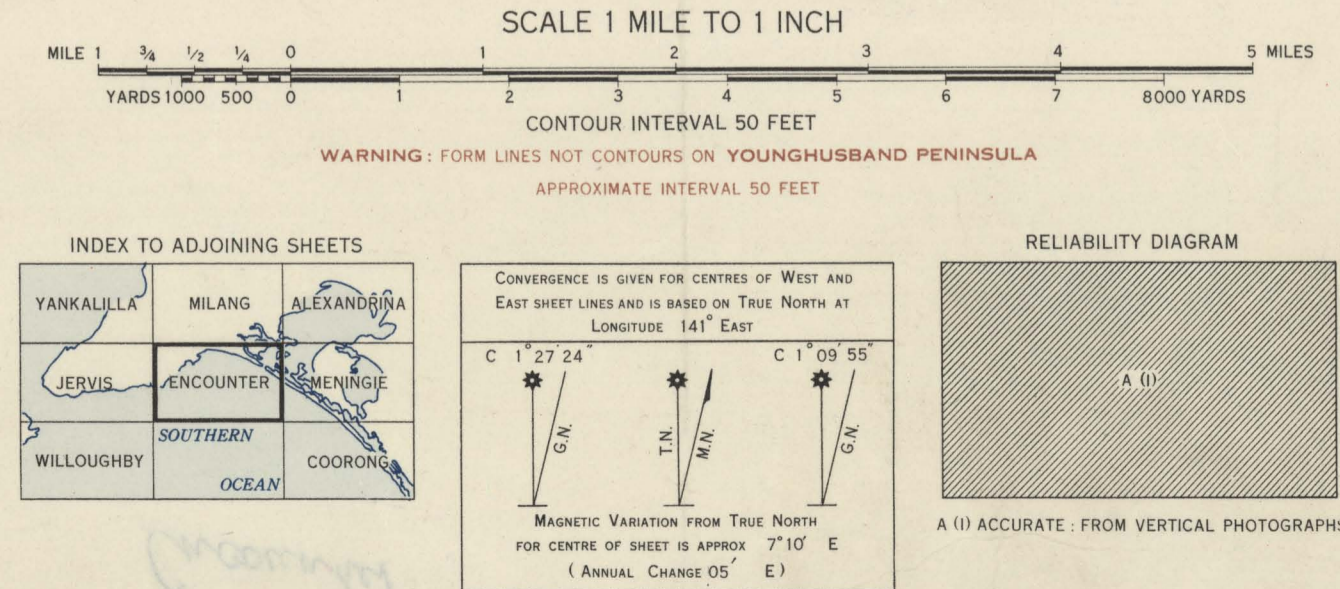 SCALE 1 MILE TO 1 INCH
MILE 1 ¾ ½ ¼ 0 1 2 3 4 5 MILES
YARDS 1000 500 0 1 2 3 4 5 6 7 8000 YARDS
CONTOUR INTERVAL 50 FEET
WARNING: FORM LINES NOT CONTOURS ON YOUNGHUSBAND PENINSULA
APPROXIMATE INTERVAL 50 FEET
INDEX TO ADJOINING SHEETS
YANKALILLA MILANG ALEXANDRINA
JERVIS ENCOUNTER MENINGIE
SOUTHERN
WILLOUGHBY COORONG
OCEAN
CONVERGENCE IS GIVEN FOR CENTRES OF WEST AND
EAST SHEET LINES AND IS BASED ON TRUE NORTH AT
LONGITUDE 141° EAST
C 1°27′24″ C 1°09′55″
G.N. T.N. M.N. G.N.
MAGNETIC VARIATION FROM TRUE NORTH
FOR CENTRE OF SHEET IS APPROX 7°10′ E
(ANNUAL CHANGE 05′ E)
RELIABILITY DIAGRAM
A (1)
A (1) ACCURATE : FROM VERTICAL PHOTOGRAPHS